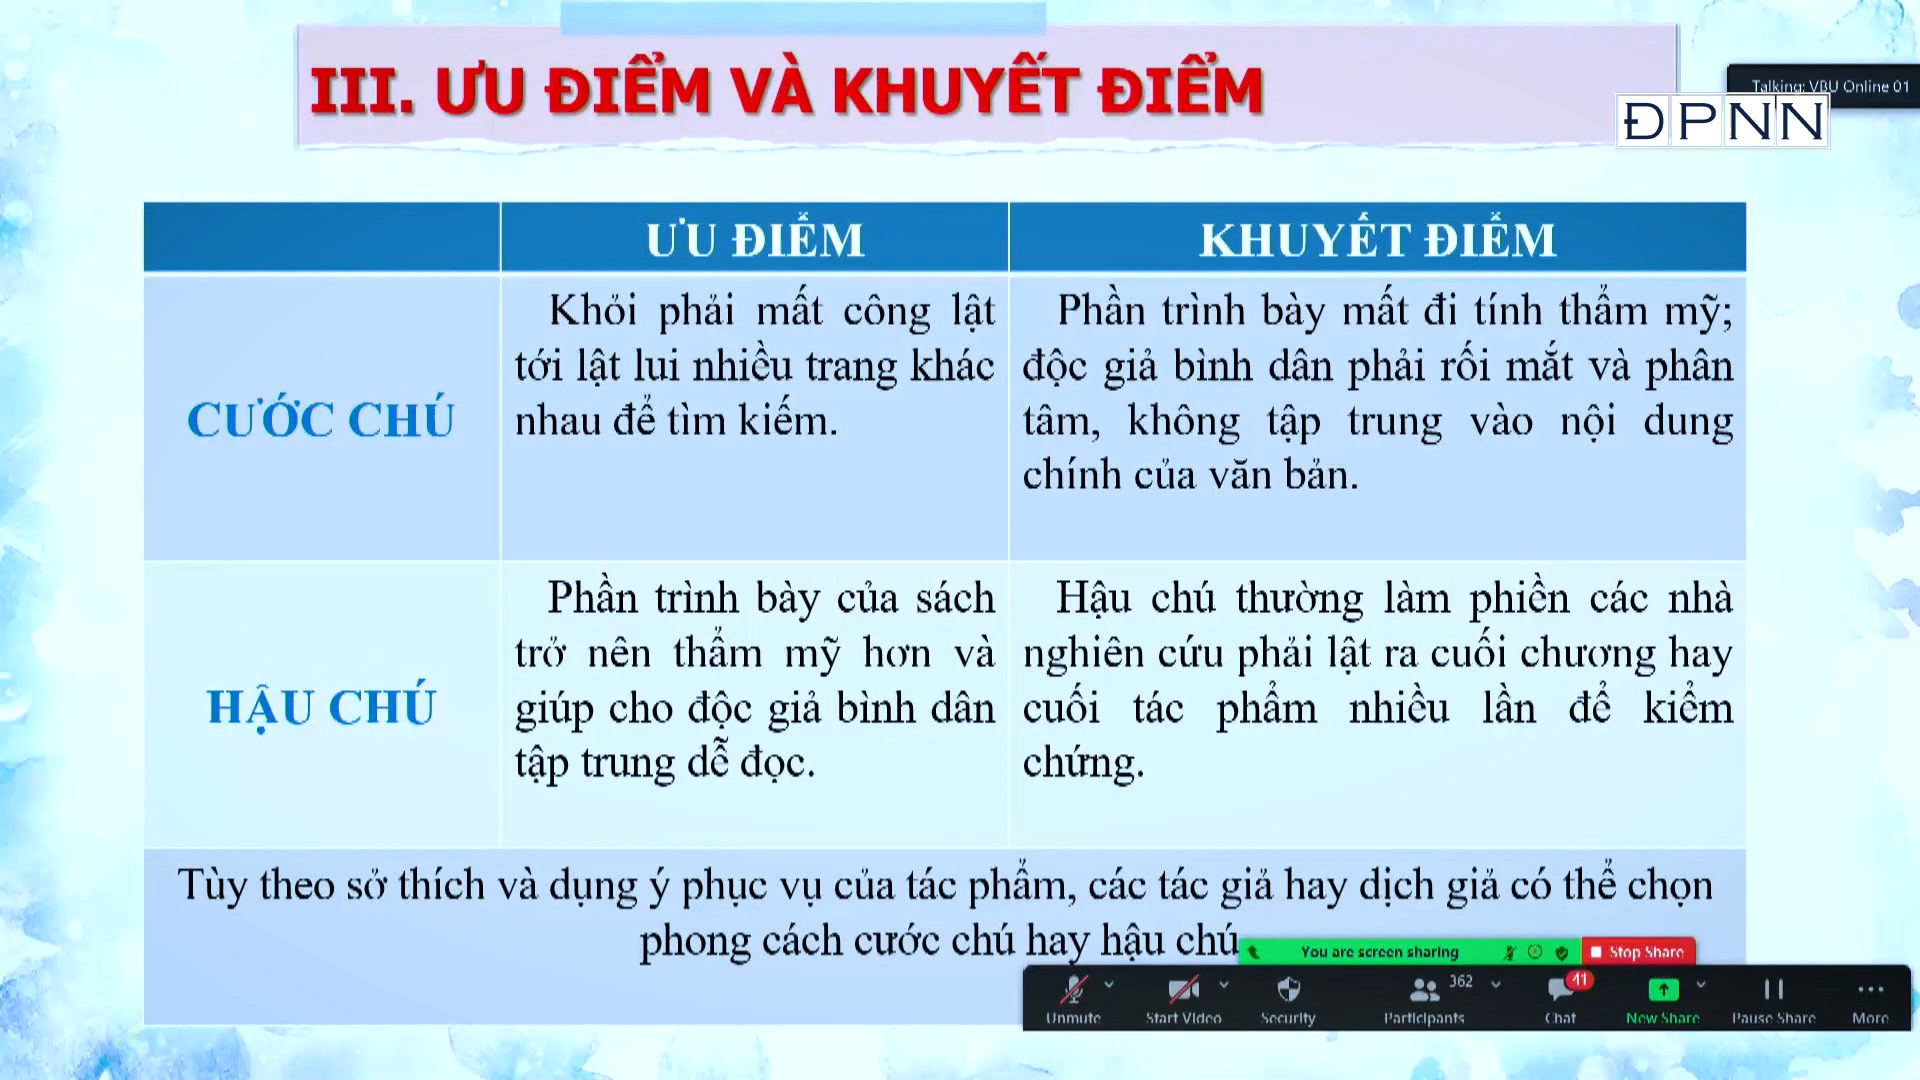 III. ƯU ĐIỂM VÀ KHUYẾT ĐIỂM
Talking: VBU Online 01
ĐPNN
ƯU ĐIỂM
KHUYẾT ĐIỂM
CƯỚC CHÚ
Khỏi phải mất công lật
tới lật lui nhiều trang khác
nhau để tìm kiếm.
Phần trình bày mất đi tính thẩm mỹ;
độc giả bình dân phải rối mắt và phân
tâm, không tập trung vào nội dung
chính của văn bản.
HẬU CHÚ
Phần trình bày của sách
trở nên thẩm mỹ hơn và
giúp cho độc giả bình dân
tập trung dễ đọc.
Hậu chú thường làm phiền các nhà
nghiên cứu phải lật ra cuối chương hay
cuối tác phẩm nhiều lần để kiểm
chứng.
Tùy theo sở thích và dụng ý phục vụ của tác phẩm, các tác giả hay dịch giả có thể chọn
phong cách cước chú hay hậu chú
You are screen sharing
Stop Share
362
41
Unmute
Start Video
Security
Participants
Chat
New Share
Pause Share
More